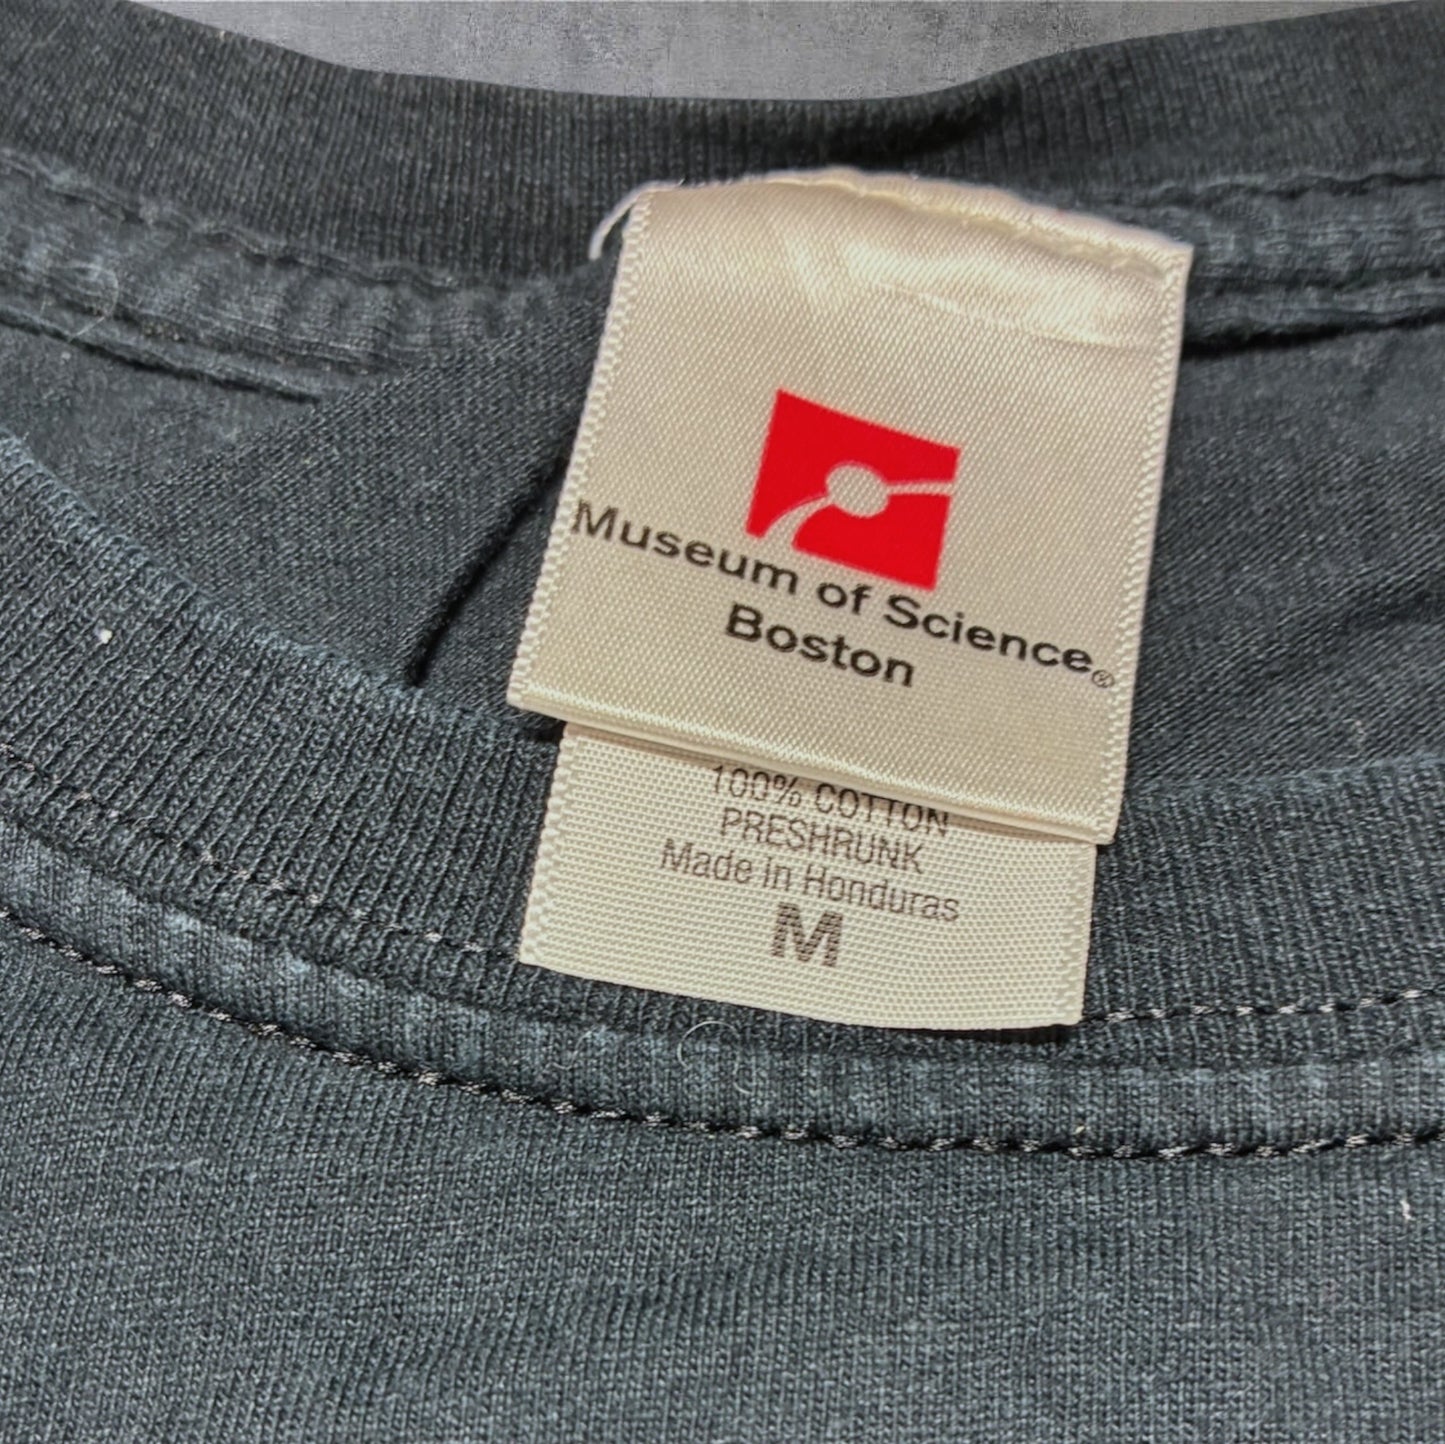 Museum of Science®
Boston
100% COTTON
PRESHRUNK
Made in Honduras
M